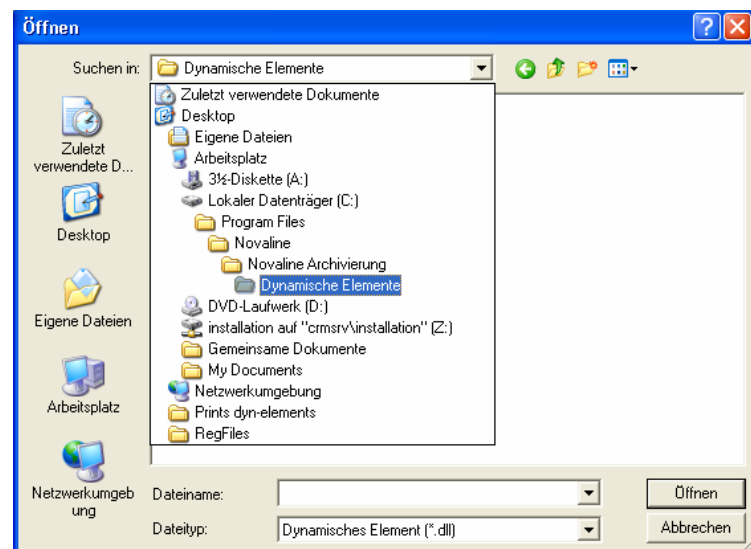 Öffnen
Suchen in:
Dynamische Elemente
Zuletzt verwendete Dokumente
Desktop
Eigene Dateien
Arbeitsplatz
3½-Diskette (A:)
Lokaler Datenträger (C:)
Program Files
Novaline
Novaline Archivierung
Dynamische Elemente
DVD-Laufwerk (D:)
installation auf "crmsrv\installation" (Z:)
Gemeinsame Dokumente
My Documents
Netzwerkumgebung
Prints dyn-elements
RegFiles
Zuletzt
verwendete D...
Desktop
Eigene Dateien
Arbeitsplatz
Netzwerkumgeb
ung
Dateiname:
Öffnen
Dateityp:
Dynamisches Element (*.dll)
Abbrechen